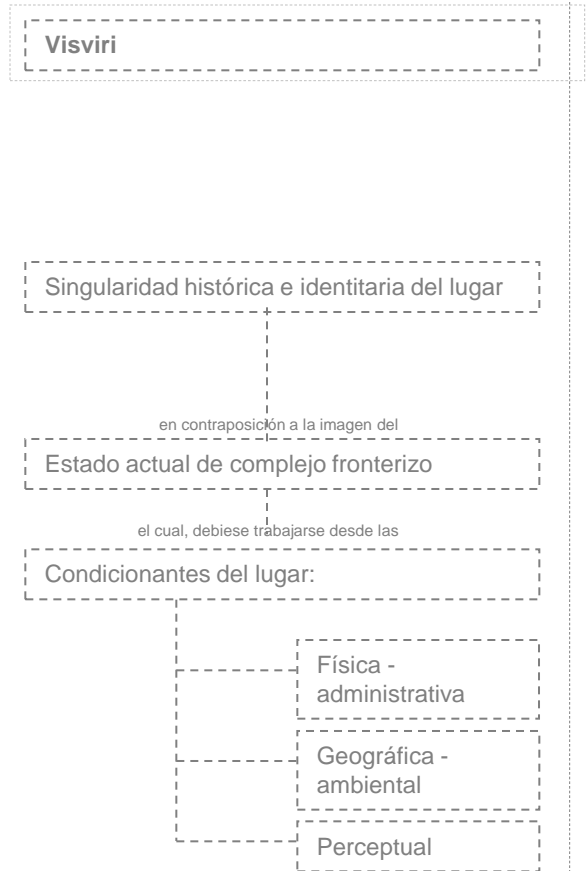 Visviri
Singularidad histórica e identitaria del lugar
en contraposición a la imagen del
Estado actual de complejo fronterizo
el cual, debiese trabajarse desde las
Condicionantes del lugar:
Física -
administrativa
Geográfica -
ambiental
Perceptual